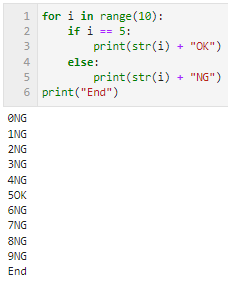 1 for i in range(10):
2     if i == 5:
3         print(str(i) + "OK")
4     else:
5         print(str(i) + "NG")
6 print("End")
0NG
1NG
2NG
3NG
4NG
5OK
6NG
7NG
8NG
9NG
End